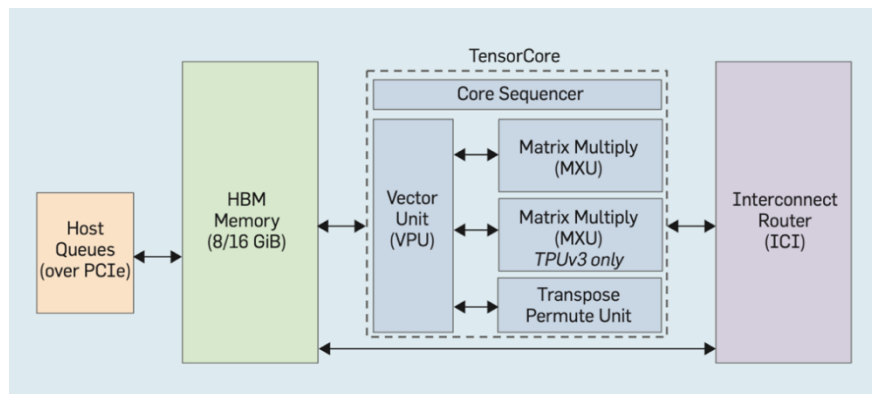 TensorCore
Core Sequencer
Host
Queues
(over PCIe)
HBM
Memory
(8/16 GiB)
Vector
Unit
(VPU)
Matrix Multiply
(MXU)
Matrix Multiply
(MXU)
TPUv3 only
Transpose
Permute Unit
Interconnect
Router
(ICI)